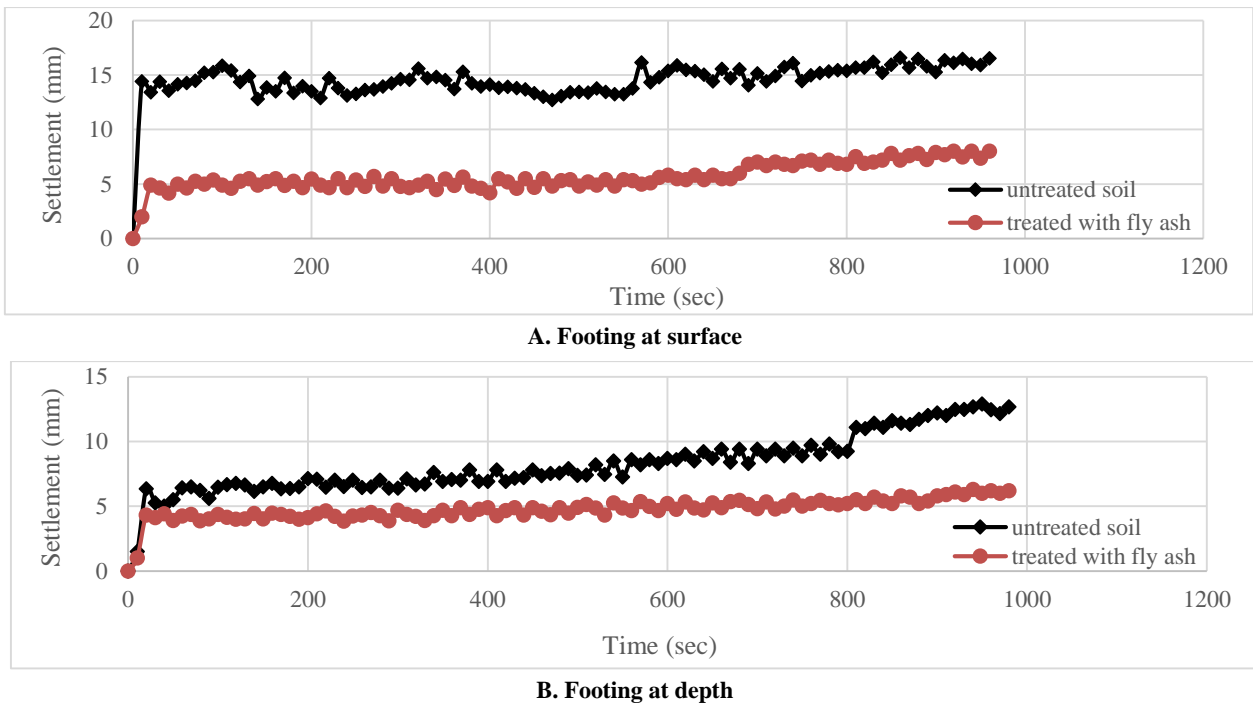 20
15
10
5
0
Settlement (mm)
0 200 400 600 800 1000 1200
Time (sec)
untreated soil
treated with fly ash
A. Footing at surface
15
10
5
0
Settlement (mm)
0 200 400 600 800 1000 1200
Time (sec)
untreated soil
treated with fly ash
B. Footing at depth